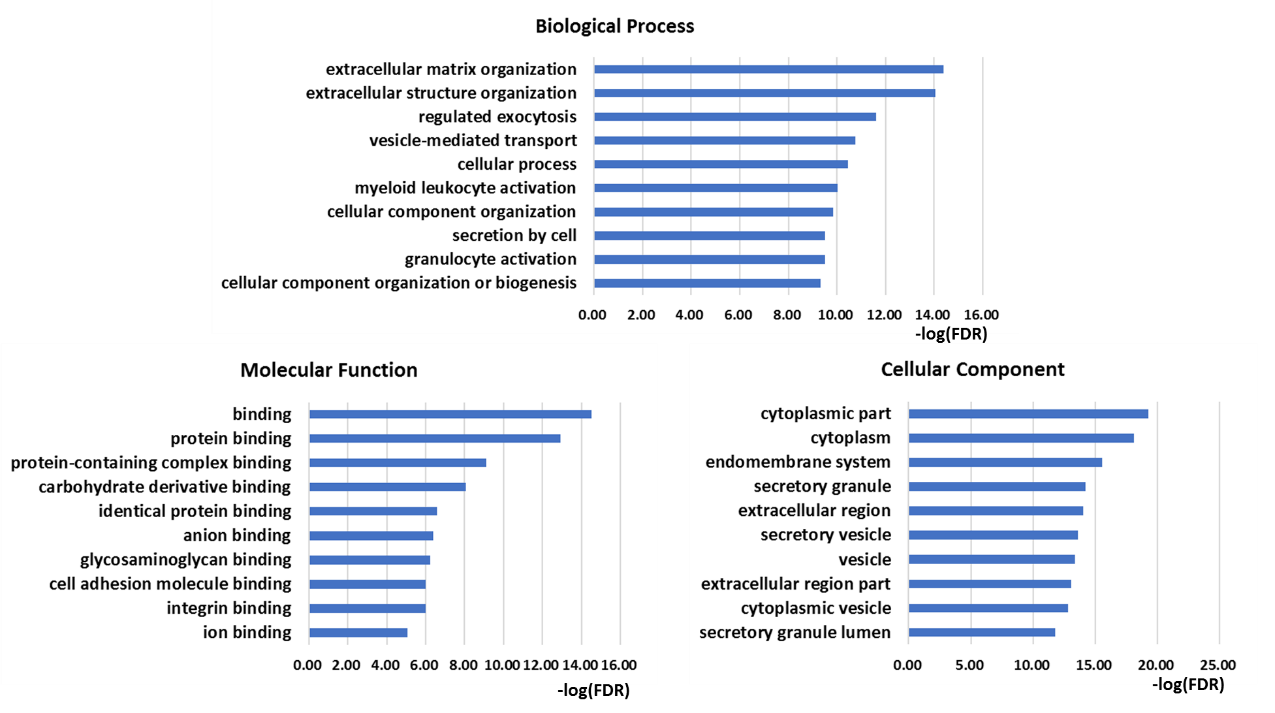 Biological Process
extracellular matrix organization
extracellular structure organization
regulated exocytosis
vesicle-mediated transport
cellular process
myeloid leukocyte activation
cellular component organization
secretion by cell
granulocyte activation
cellular component organization or biogenesis
0.00 2.00 4.00 6.00 8.00 10.00 12.00 14.00 16.00
-log(FDR)
Molecular Function
binding
protein binding
protein-containing complex binding
carbohydrate derivative binding
identical protein binding
anion binding
glycosaminoglycan binding
cell adhesion molecule binding
integrin binding
ion binding
0.00 2.00 4.00 6.00 8.00 10.00 12.00 14.00 16.00
-log(FDR)
Cellular Component
cytoplasmic part
cytoplasm
endomembrane system
secretory granule
extracellular region
secretory vesicle
vesicle
extracellular region part
cytoplasmic vesicle
secretory granule lumen
0.00 5.00 10.00 15.00 20.00 25.00
-log(FDR)